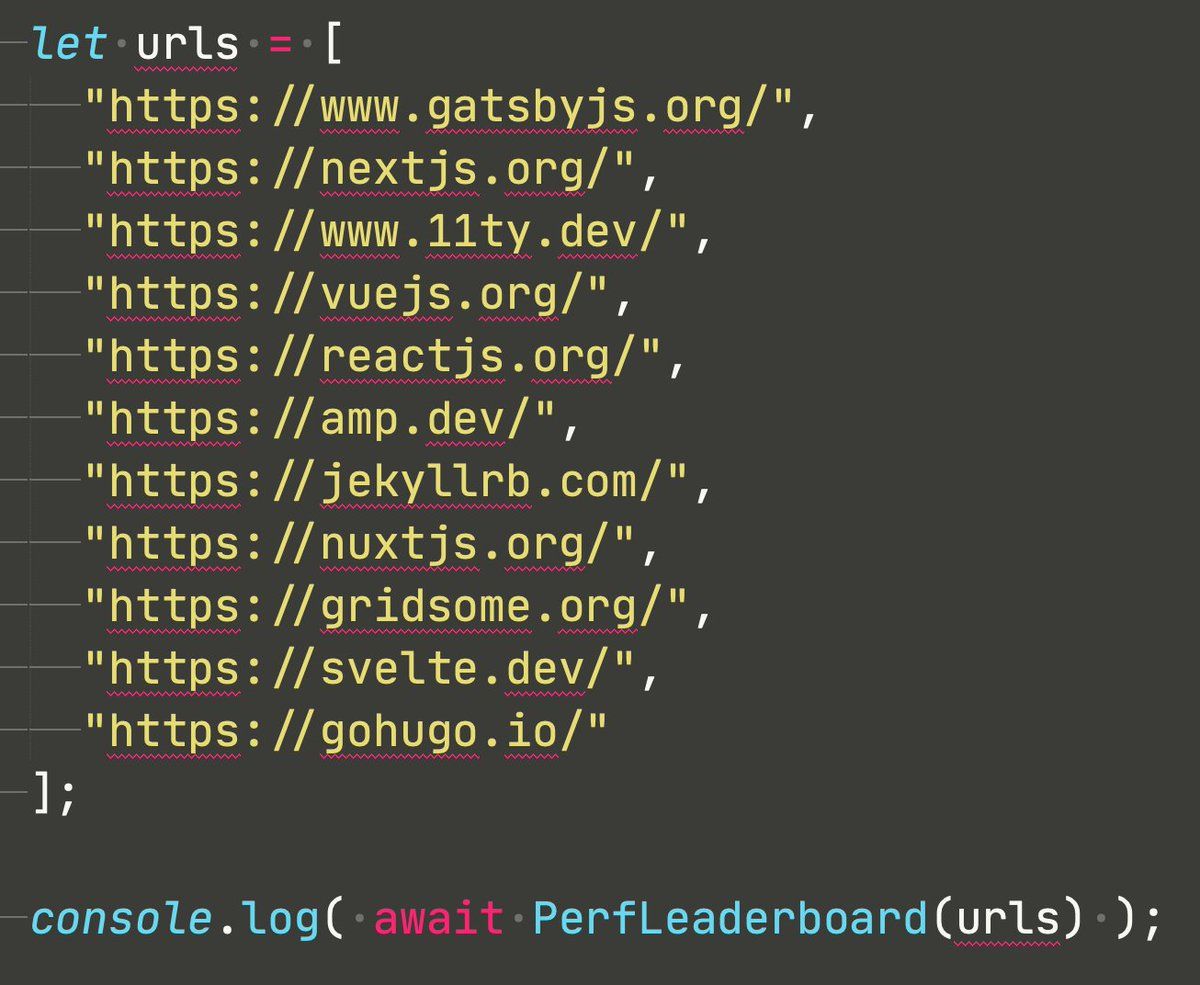 let urls = [
"https://www.gatsbyjs.org/",
"https://nextjs.org/",
"https://www.11ty.dev/",
"https://vuejs.org/",
"https://reactjs.org/",
"https://amp.dev/",
"https://jekyllrb.com/",
"https://nuxtjs.org/",
"https://gridsome.org/",
"https://svelte.dev/",
"https://gohugo.io/"
];
console.log( await PerfLeaderboard(urls) );